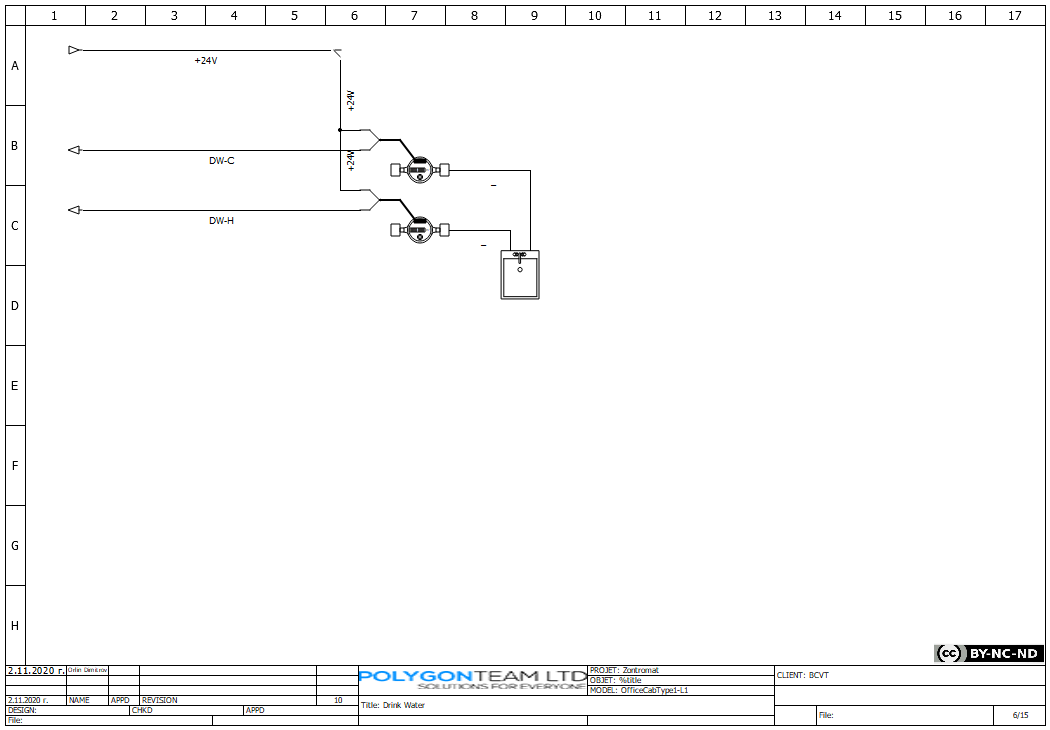 1 2 3 4 5 6 7 8 9 10 11 12 13 14 15 16 17
A
+24V
+24V
B
DW-C
+24V
C
DW-H
D
E
F
G
H
(cc) BY-NC-ND
2.11.2020 г. Orlin Dimitrov
POLYGONTEAM LTD
SOLUTIONS FOR EVERYONE
PROJET: Zontromat
OBJET: %title
MODEL: OfficeCabType1-L1
CLIENT: BCVT
2.11.2020 г. NAME APPD REVISION 10
DESIGN: CHKD APPD
File:
Title: Drink Water
File:
6/15